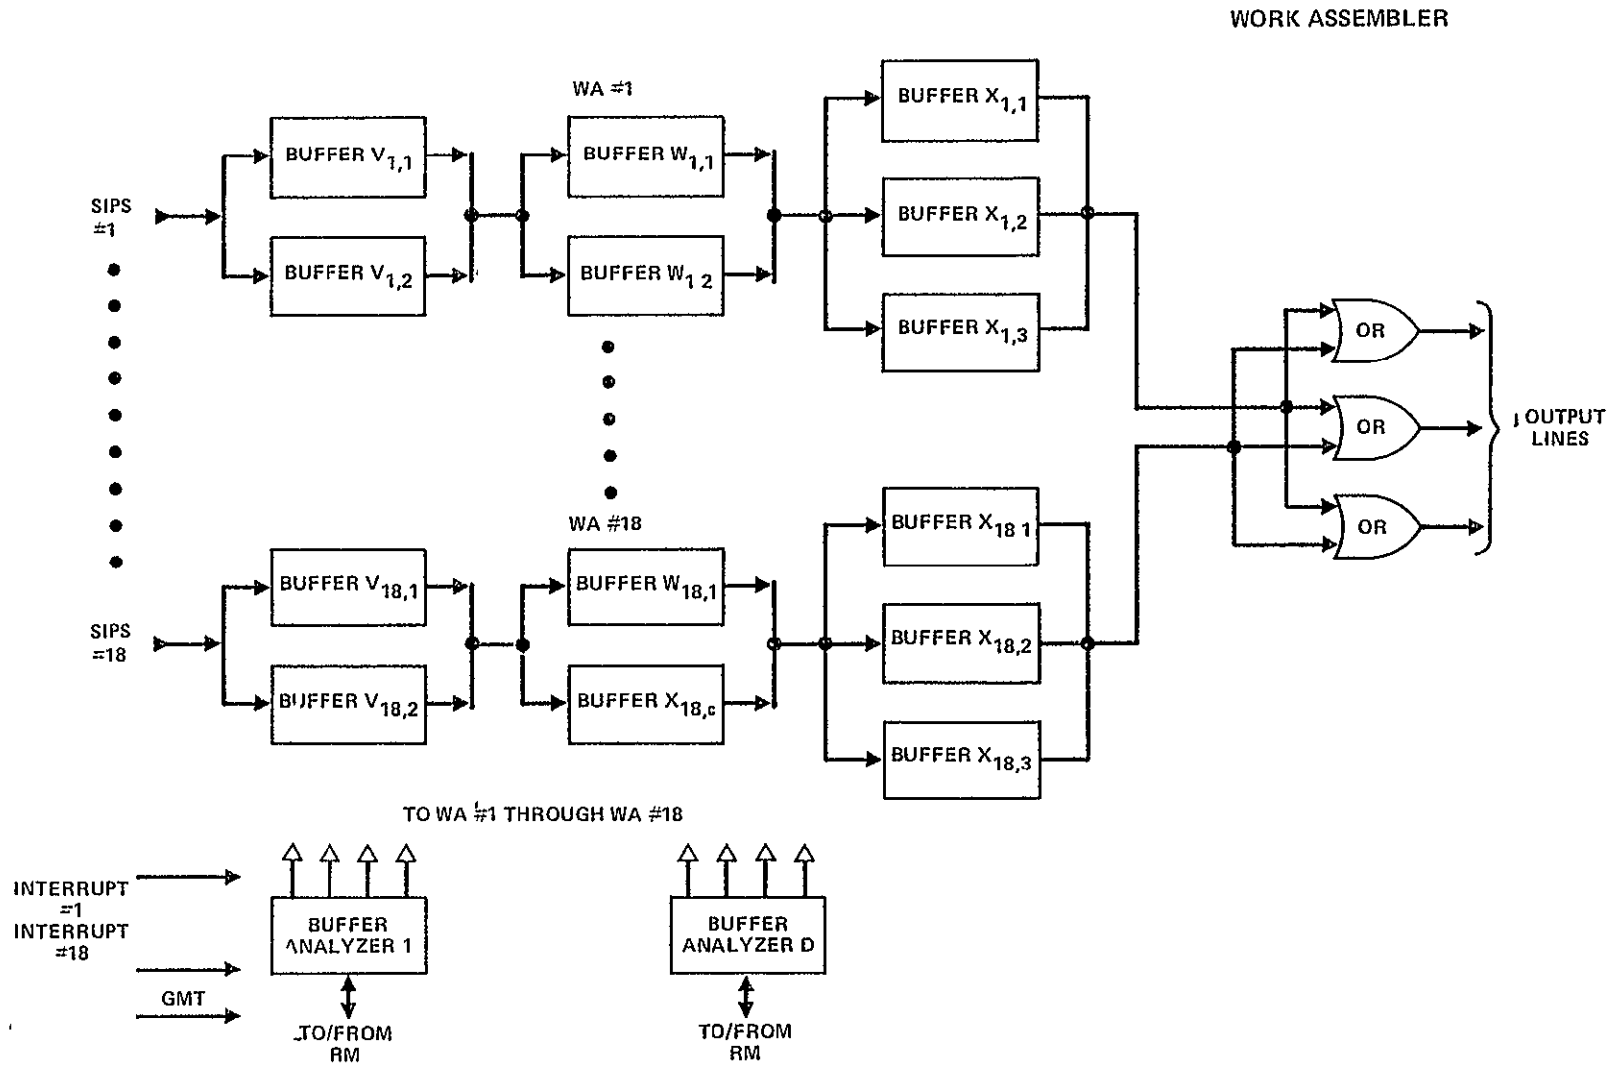 WORK ASSEMBLER
WA #1
BUFFER X1,1
BUFFER V1,1
BUFFER W1,1
SIPS
#1
BUFFER X1,2
BUFFER V1,2
BUFFER W1 2
BUFFER X1,3
OR
OR
OR
OUTPUT
LINES
WA #18
BUFFER X18 1
BUFFER V18,1
BUFFER W18,1
SIPS
=18
BUFFER X18,2
BUFFER V18,2
BUFFER X18,c
BUFFER X18,3
TO WA #1 THROUGH WA #18
INTERRUPT
=1
INTERRUPT
#18
GMT
BUFFER
ANALYZER 1
BUFFER
ANALYZER D
TO/FROM
RM
TO/FROM
RM